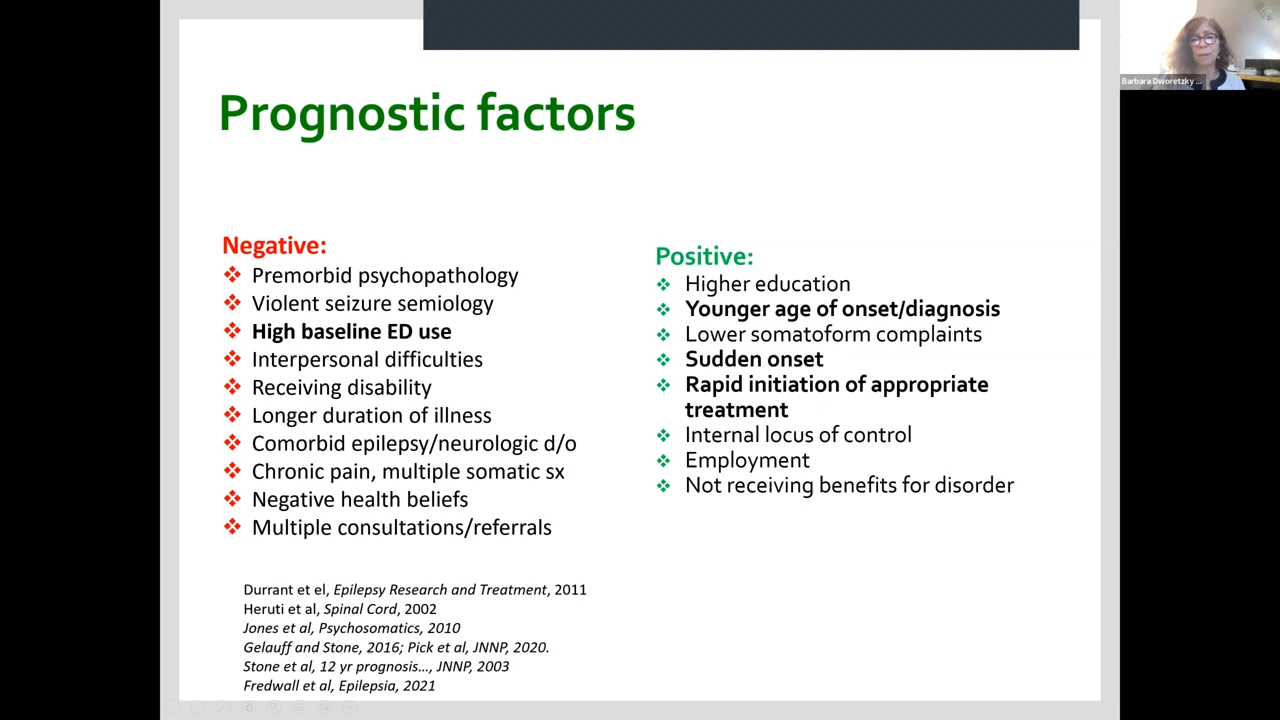 Prognostic factors
Negative:
Premorbid psychopathology
Violent seizure semiology
High baseline ED use
Interpersonal difficulties
Receiving disability
Longer duration of illness
Comorbid epilepsy/neurologic d/o
Chronic pain, multiple somatic sx
Negative health beliefs
Multiple consultations/referrals
Positive:
Higher education
Younger age of onset/diagnosis
Lower somatoform complaints
Sudden onset
Rapid initiation of appropriate
treatment
Internal locus of control
Employment
Not receiving benefits for disorder
Durrant et el, Epilepsy Research and Treatment, 2011
Heruti et al, Spinal Cord, 2002
Jones et al, Psychosomatics, 2010
Gelauff and Stone, 2016; Pick et al, JNNP, 2020.
Stone et al, 12 yr prognosis..., JNNP, 2003
Fredwall et al, Epilepsia, 2021
Barbara Dworetzky ...